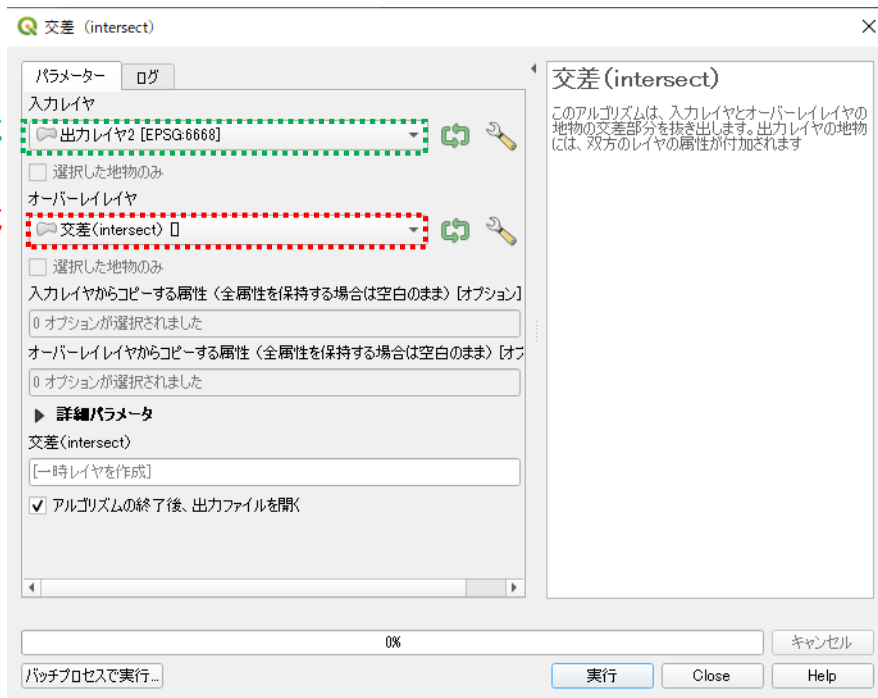 交差 (intersect)
パラメーター
ログ
入力レイヤ
出力レイヤ2 [EPSG:6668]
選択した地物のみ
オーバーレイレイヤ
交差(intersect) []
選択した地物のみ
入力レイヤからコピーする属性（全属性を保持する場合は空白のまま）[オプション]
0 オプションが選択されました
オーバーレイレイヤからコピーする属性（全属性を保持する場合は空白のまま）[オプ
0 オプションが選択されました
詳細パラメータ
交差(intersect)
[一時レイヤを作成]
アルゴリズムの終了後、出力ファイルを開く
交差(intersect)
このアルゴリズムは、入力レイヤとオーバーレイレイヤの
地物の交差部分を抜き出します。出力レイヤの地物
には、双方のレイヤの属性が付加されます
0%
キャンセル
バッチプロセスで実行...
実行
Close
Help